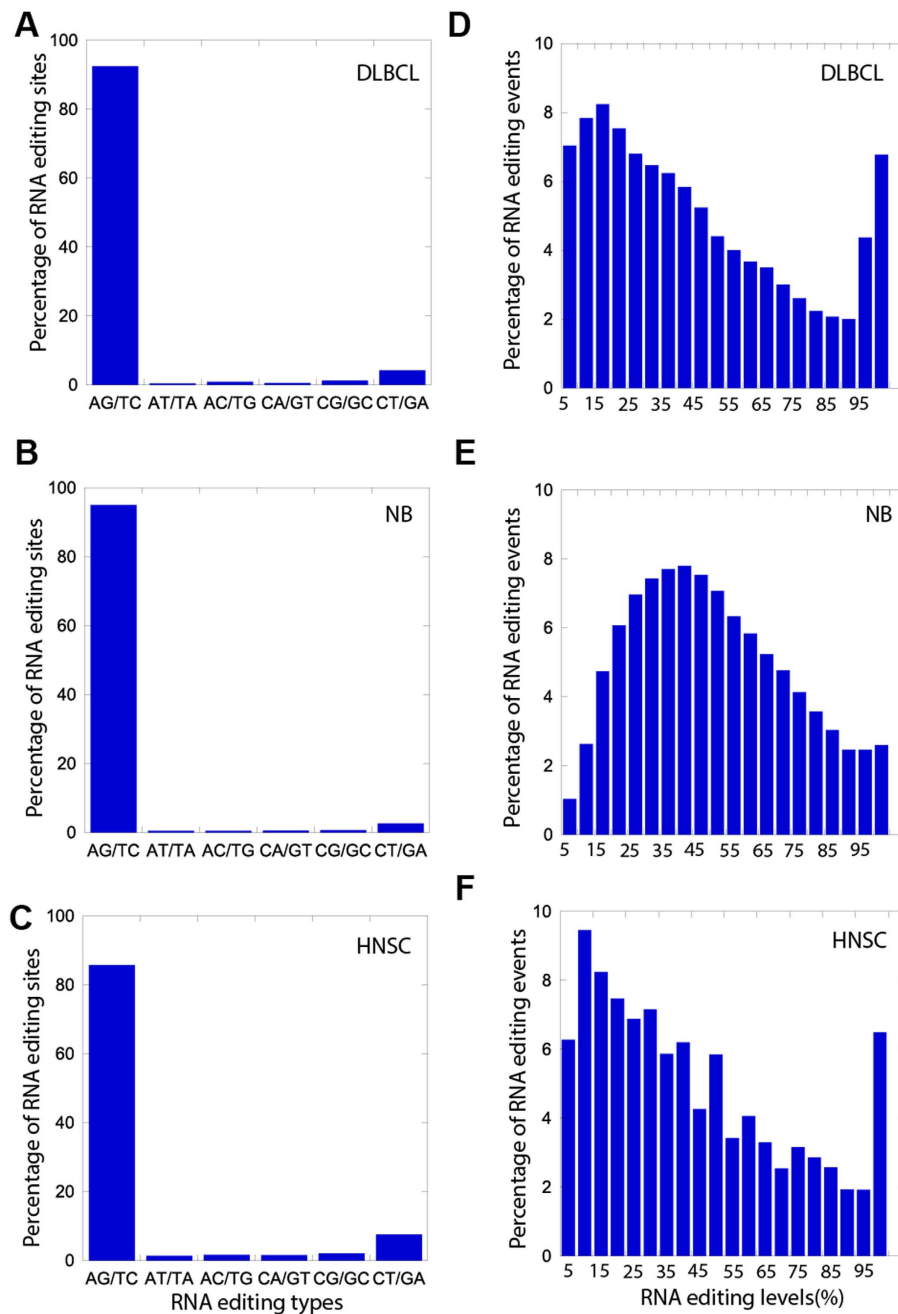 A
Percentage of RNA editing sites
100
80
60
40
20
0
DLBCL
AG/TC AT/TA AC/TG CA/GT CG/GC CT/GA
D
Percentage of RNA editing events
10
8
6
4
2
0
DLBCL
5 15 25 35 45 55 65 75 85 95
B
Percentage of RNA editing sites
100
80
60
40
20
0
NB
AG/TC AT/TA AC/TG CA/GT CG/GC CT/GA
E
Percentage of RNA editing events
10
8
6
4
2
0
NB
5 15 25 35 45 55 65 75 85 95
C
Percentage of RNA editing sites
100
80
60
40
20
0
HNSC
AG/TC AT/TA AC/TG CA/GT CG/GC CT/GA
RNA editing types
F
Percentage of RNA editing events
10
8
6
4
2
0
HNSC
5 15 25 35 45 55 65 75 85 95
RNA editing levels(%)